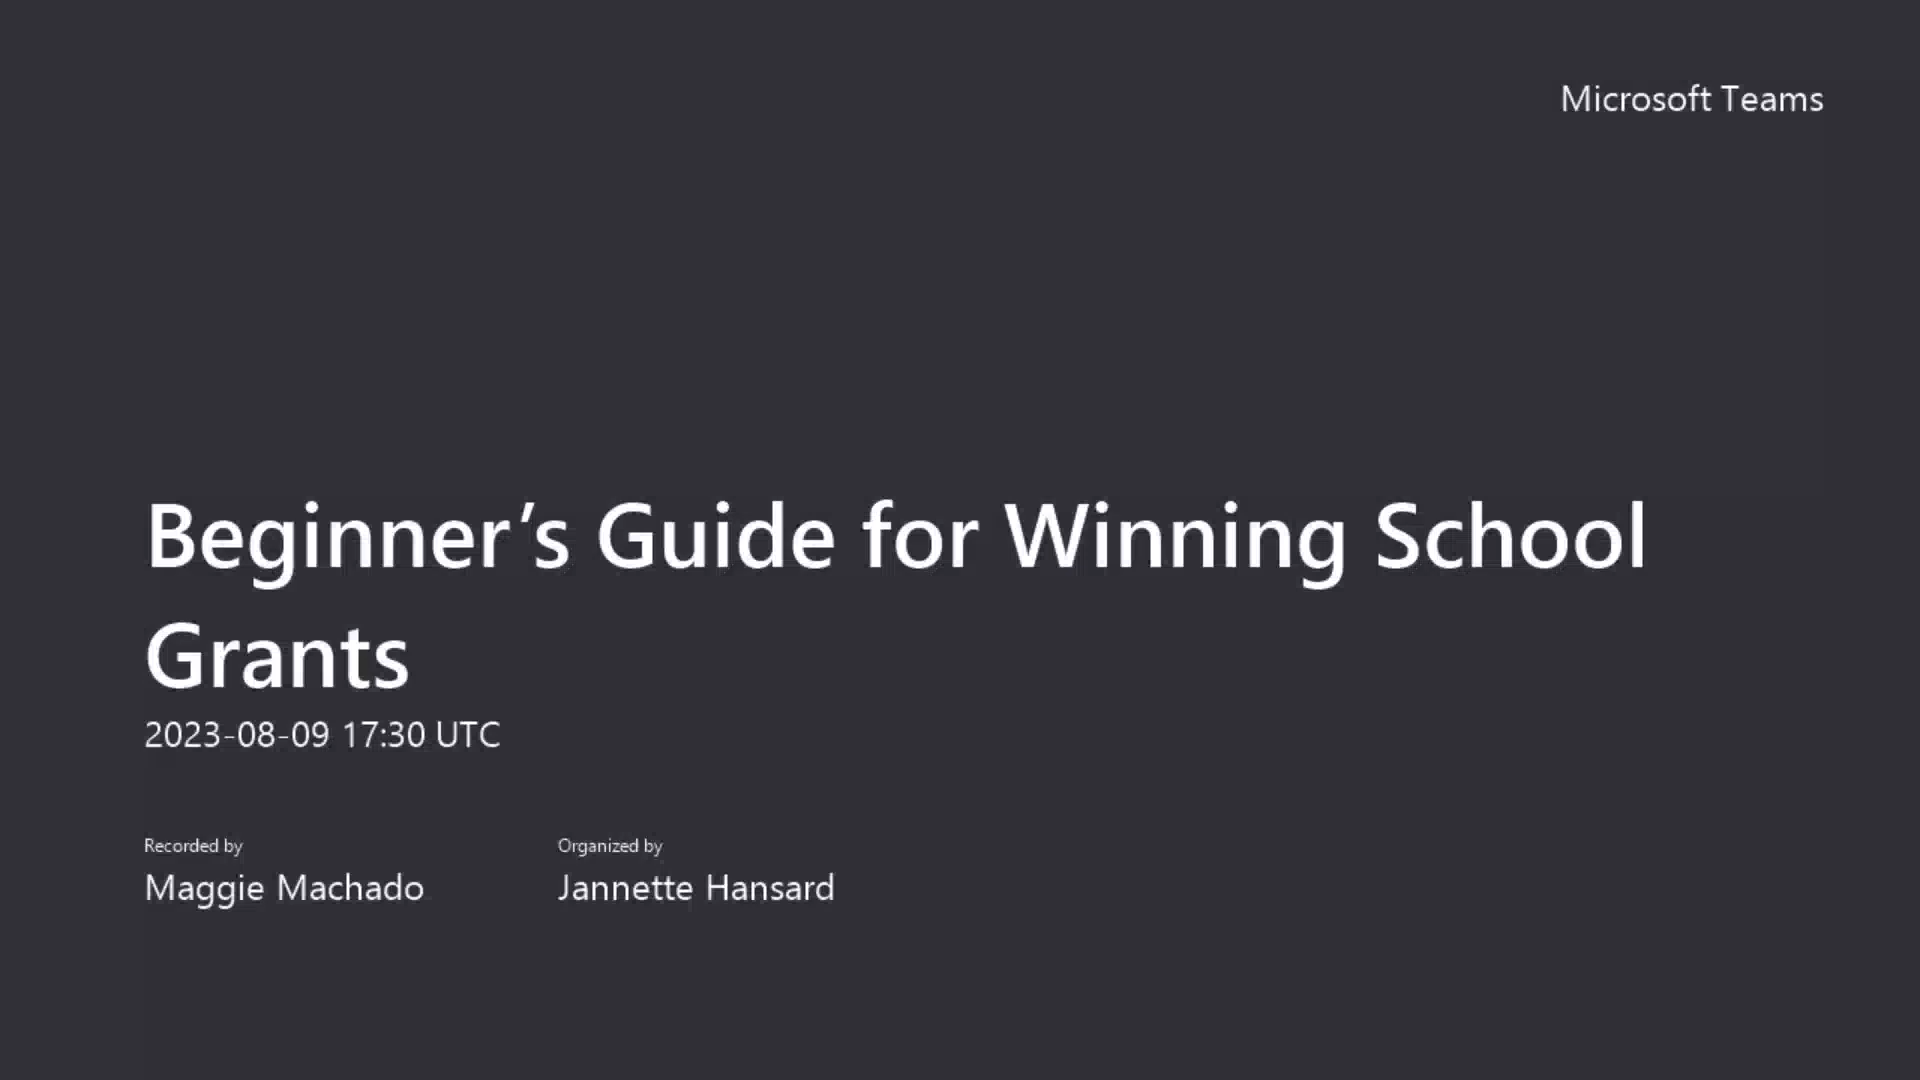 Microsoft Teams
Beginner’s Guide for Winning School
Grants
2023-08-09 17:30 UTC
Recorded by
Maggie Machado
Organized by
Jannette Hansard